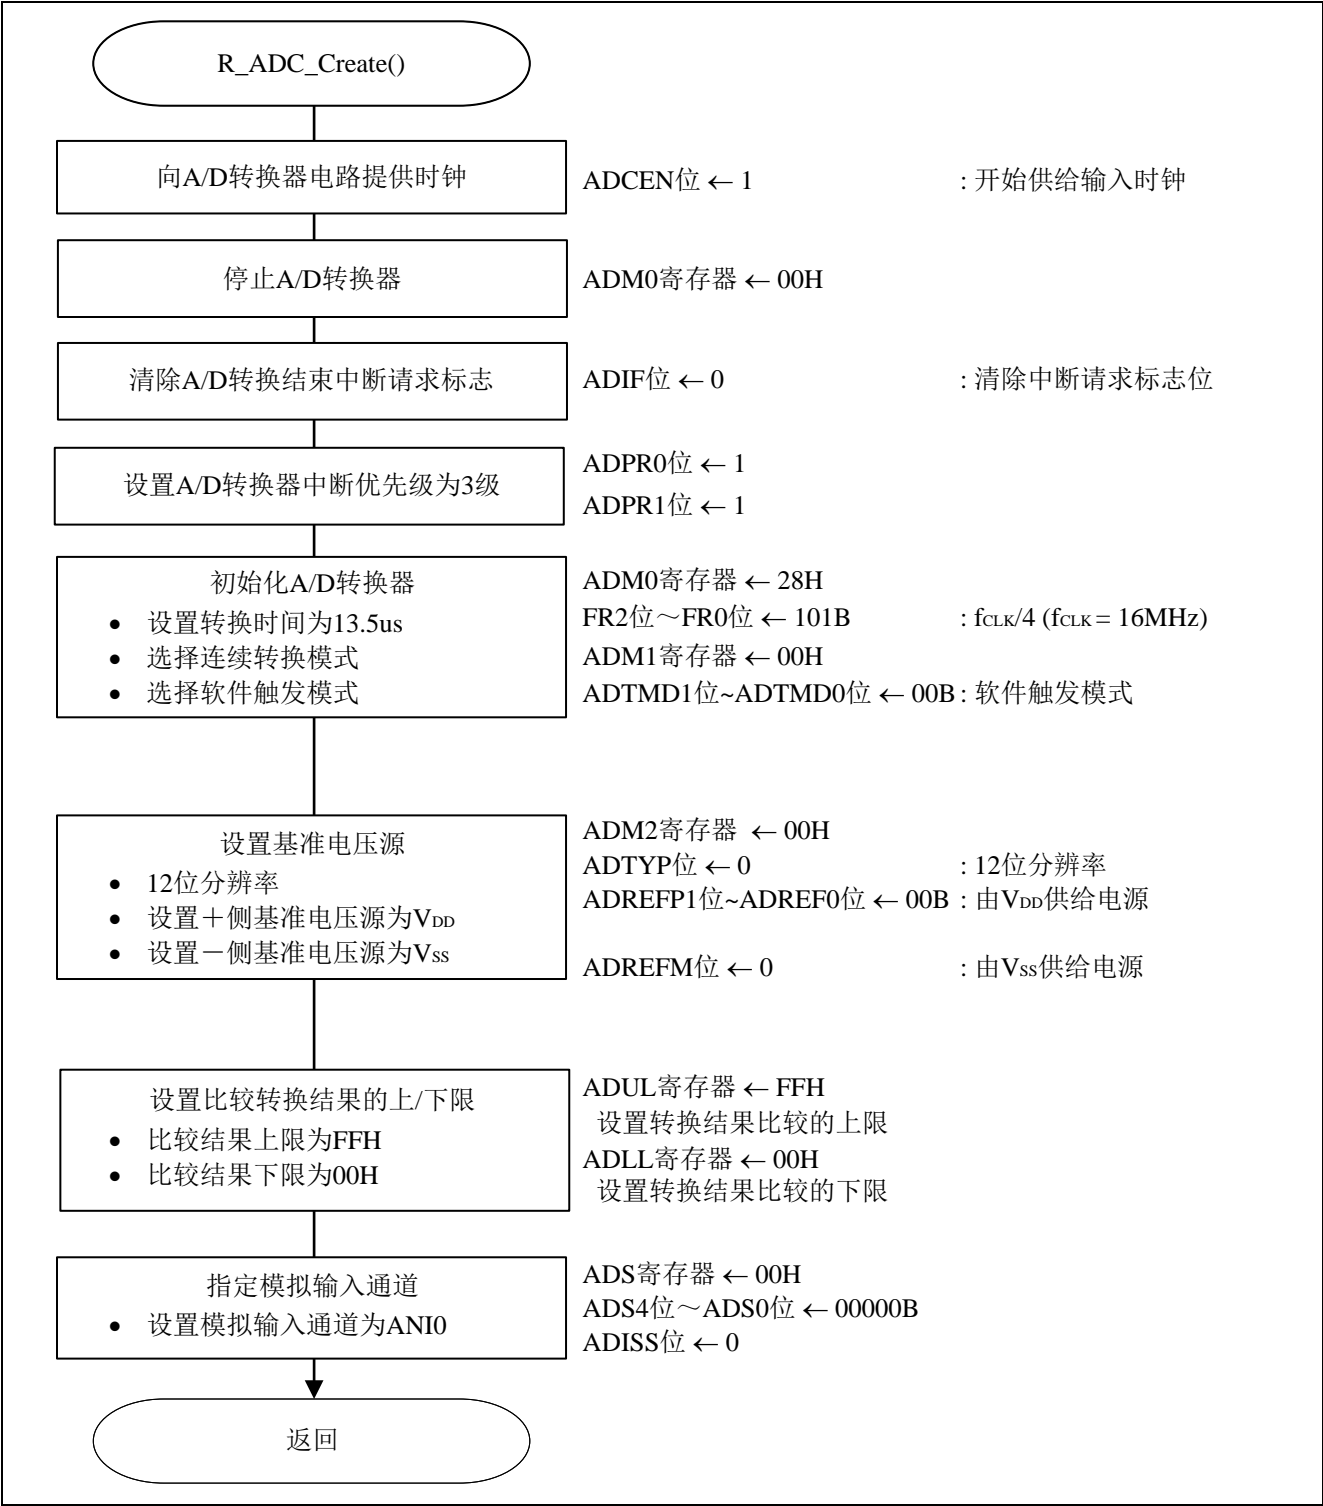 R_ADC_Create()
向A/D转换器电路提供时钟
ADCEN位 ← 1 : 开始供给输入时钟
停止A/D转换器
ADM0寄存器 ← 00H
清除A/D转换结束中断请求标志
ADIF位 ← 0 : 清除中断请求标志位
设置A/D转换器中断优先级为3级
ADPR0位 ← 1
ADPR1位 ← 1
初始化A/D转换器
• 设置转换时间为13.5us
• 选择连续转换模式
• 选择软件触发模式
ADM0寄存器 ← 28H
FR2位～FR0位 ← 101B : fCLK/4 (fCLK = 16MHz)
ADM1寄存器 ← 00H
ADTMD1位~ADTMD0位 ← 00B : 软件触发模式
设置基准电压源
• 12位分辨率
• 设置＋侧基准电压源为VDD
• 设置－侧基准电压源为VSS
ADM2寄存器 ← 00H
ADTYP位 ← 0 : 12位分辨率
ADREFP1位~ADREF0位 ← 00B : 由VDD供给电源
ADREFM位 ← 0 : 由VSS供给电源
设置比较转换结果的上/下限
• 比较结果上限为FFH
• 比较结果下限为00H
ADUL寄存器 ← FFH
设置转换结果比较的上限
ADLL寄存器 ← 00H
设置转换结果比较的下限
指定模拟输入通道
• 设置模拟输入通道为ANI0
ADS寄存器 ← 00H
ADS4位～ADS0位 ← 00000B
ADISS位 ← 0
返回